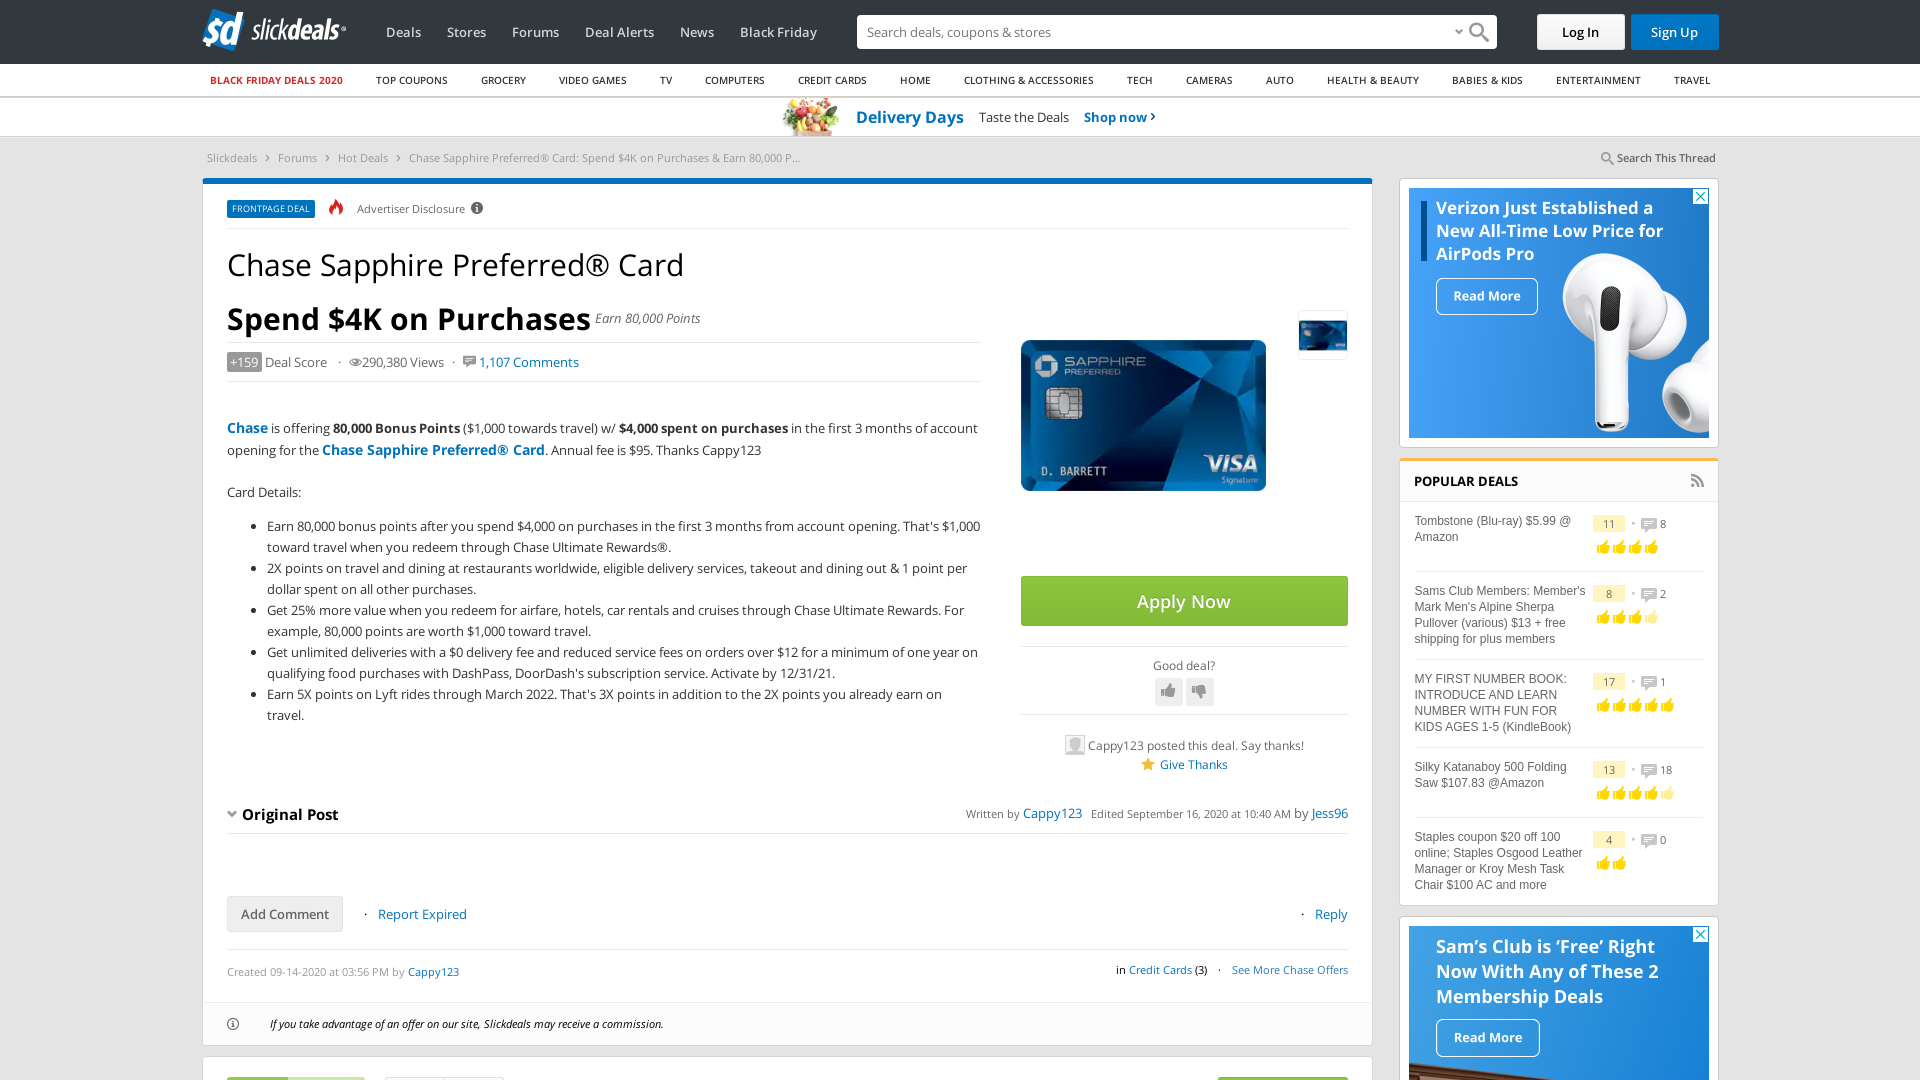 slickdeals
Deals Stores Forums Deal Alerts News Black Friday
Search deals, coupons & stores
Log In
Sign Up
BLACK FRIDAY DEALS 2020 TOP COUPONS GROCERY VIDEO GAMES TV COMPUTERS CREDIT CARDS HOME CLOTHING & ACCESSORIES TECH CAMERAS AUTO HEALTH & BEAUTY BABIES & KIDS ENTERTAINMENT TRAVEL
Delivery Days Taste the Deals Shop now
Slickdeals › Forums › Hot Deals › Chase Sapphire Preferred® Card: Spend $4K on Purchases & Earn 80,000 P...
Search This Thread
FRONTPAGE DEAL Advertiser Disclosure
Chase Sapphire Preferred® Card
Spend $4K on Purchases Earn 80,000 Points
+159 Deal Score · 290,380 Views · 1,107 Comments
Chase is offering 80,000 Bonus Points ($1,000 towards travel) w/ $4,000 spent on purchases in the first 3 months of account
opening for the Chase Sapphire Preferred® Card. Annual fee is $95. Thanks Cappy123
Card Details:
• Earn 80,000 bonus points after you spend $4,000 on purchases in the first 3 months from account opening. That's $1,000
toward travel when you redeem through Chase Ultimate Rewards®.
• 2X points on travel and dining at restaurants worldwide, eligible delivery services, takeout and dining out & 1 point per
dollar spent on all other purchases.
• Get 25% more value when you redeem for airfare, hotels, car rentals and cruises through Chase Ultimate Rewards. For
example, 80,000 points are worth $1,000 toward travel.
• Get unlimited deliveries with a $0 delivery fee and reduced service fees on orders over $12 for a minimum of one year on
qualifying food purchases with DashPass, DoorDash's subscription service. Activate by 12/31/21.
• Earn 5X points on Lyft rides through March 2022. That's 3X points in addition to the 2X points you already earn on
travel.
SAPPHIRE
PREFERRED
D. BARRETT
VISA
Signature
Apply Now
Good deal?
Cappy123 posted this deal. Say thanks!
Give Thanks
Original Post
Written by Cappy123 Edited September 16, 2020 at 10:40 AM by Jess96
Add Comment · Report Expired
· Reply
Created 09-14-2020 at 03:56 PM by Cappy123
in Credit Cards (3) · See More Chase Offers
If you take advantage of an offer on our site, Slickdeals may receive a commission.
Verizon Just Established a
New All-Time Low Price for
AirPods Pro
Read More
POPULAR DEALS
Tombstone (Blu-ray) $5.99 @
Amazon
11 • 8
Sams Club Members: Member's
Mark Men's Alpine Sherpa
Pullover (various) $13 + free
shipping for plus members
8 • 2
MY FIRST NUMBER BOOK:
INTRODUCE AND LEARN
NUMBER WITH FUN FOR
KIDS AGES 1-5 (KindleBook)
17 • 1
Silky Katanaboy 500 Folding
Saw $107.83 @Amazon
13 • 18
Staples coupon $20 off 100
online; Staples Osgood Leather
Manager or Kroy Mesh Task
Chair $100 AC and more
4 • 0
Sam's Club is ‘Free’ Right
Now With Any of These 2
Membership Deals
Read More